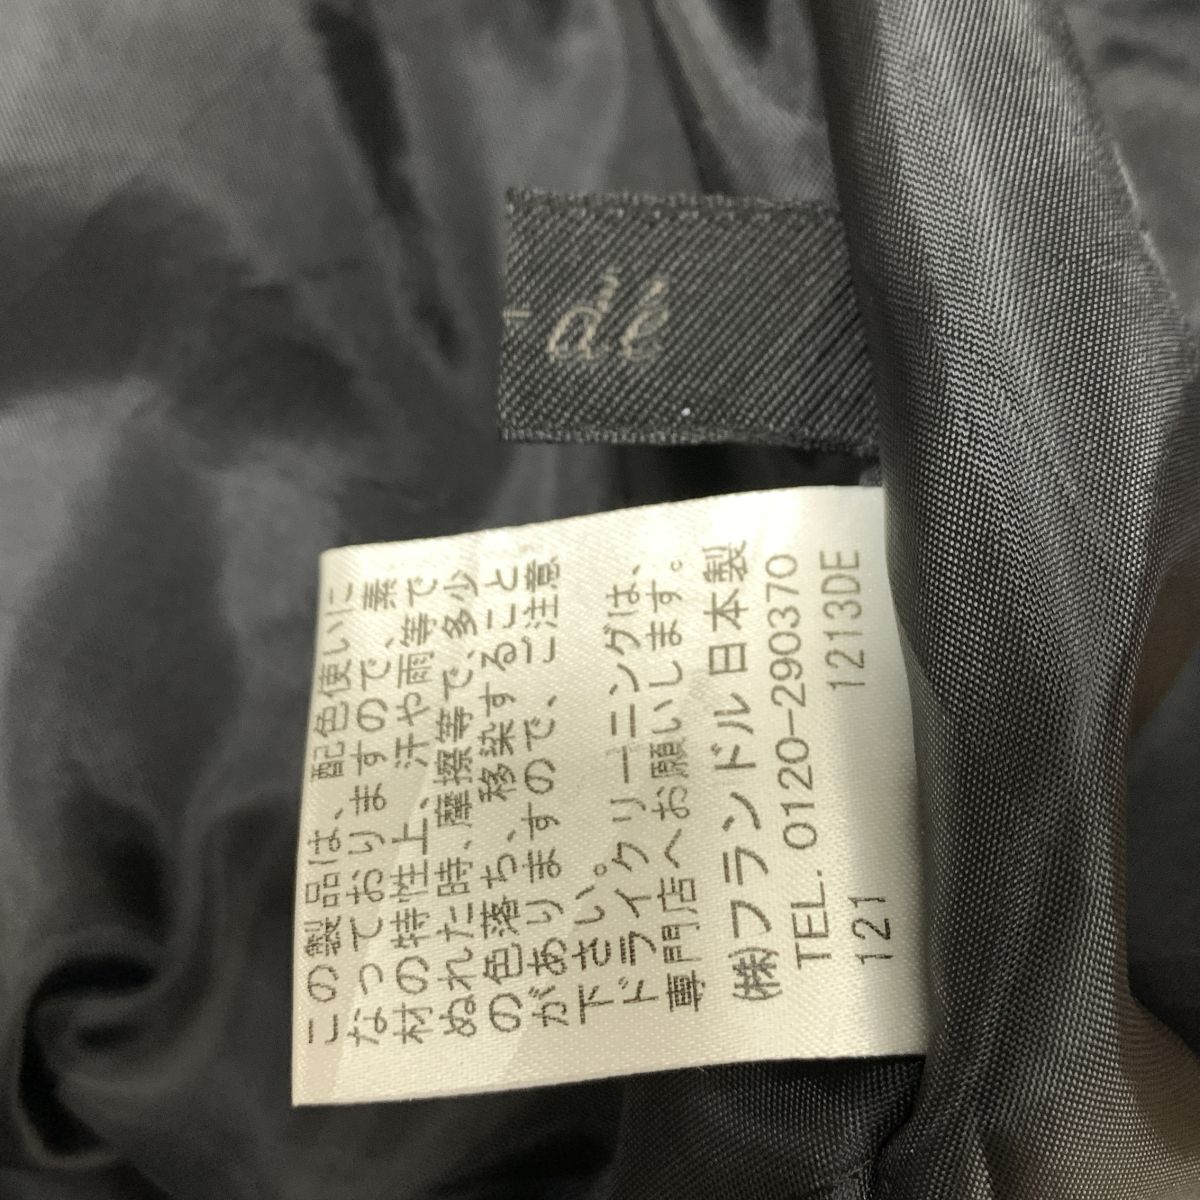 dé
この製品は、配色使いに
なっておりますので、素
材の特性上、汗や雨等で
ぬれた時、摩擦等で、多少
の色落ち、移染すること
がありますので、ご注意
下さい。
ドライクリーニングは、
専門店へお願いします。
㈱フランドル 日本製
TEL. 0120-290370
121 1213DE